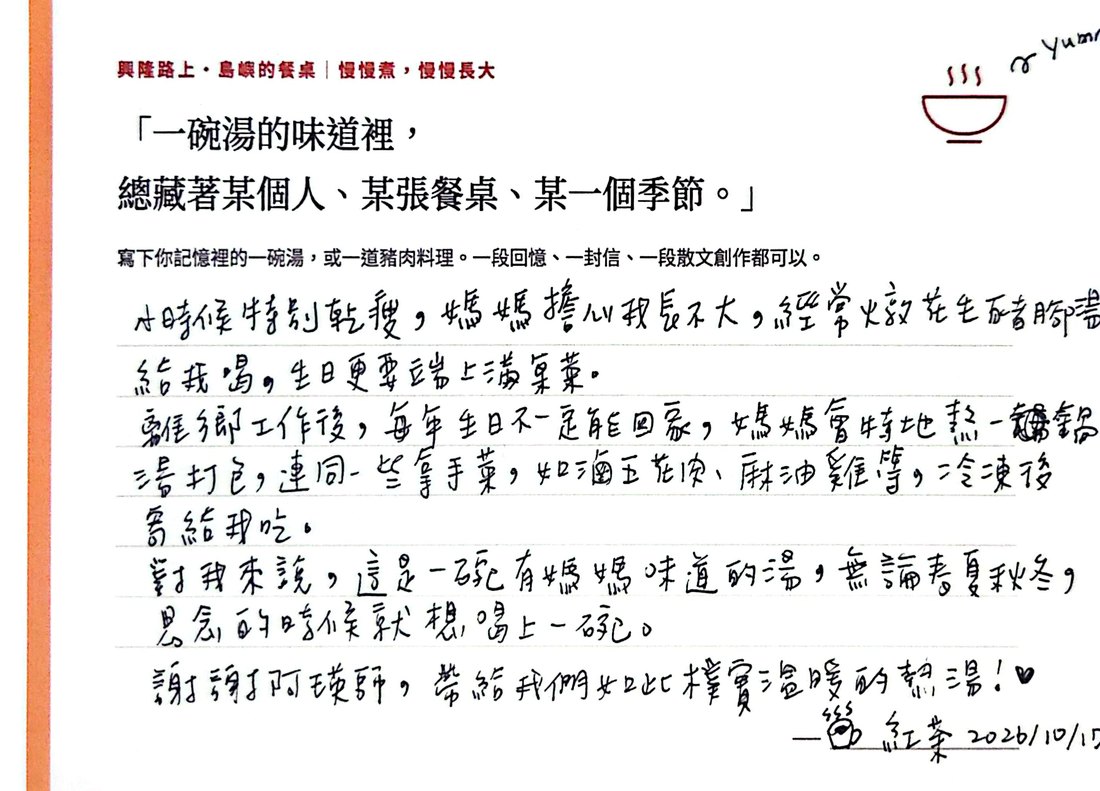 興隆路上・島嶼的餐桌｜慢慢煮，慢慢長大
Yum
「一碗湯的味道裡，
總藏著某個人、某張餐桌、某一個季節。」
寫下你記憶裡的一碗湯，或一道豬肉料理。一段回憶、一封信、一段散文創作都可以。
小時候特別乾瘦，媽媽擔心我長不大，經常燉花生豬腳湯
給我喝，生日更要端上滿菓菜。
離鄉工作後，每年生日不一定能回家，媽媽會特地熬一鍋
湯打包，連同一些拿手菜，如滷五花肉、麻油雞等，冷凍後
寄給我吃。
對我來說，這是一碗有媽媽味道的湯，無論春夏秋冬，
思念的時候就想喝上一碗。
謝謝阿瑛師，帶給我們如此樸實溫暖的熱湯！♥
— 紅茶 2026/10/15